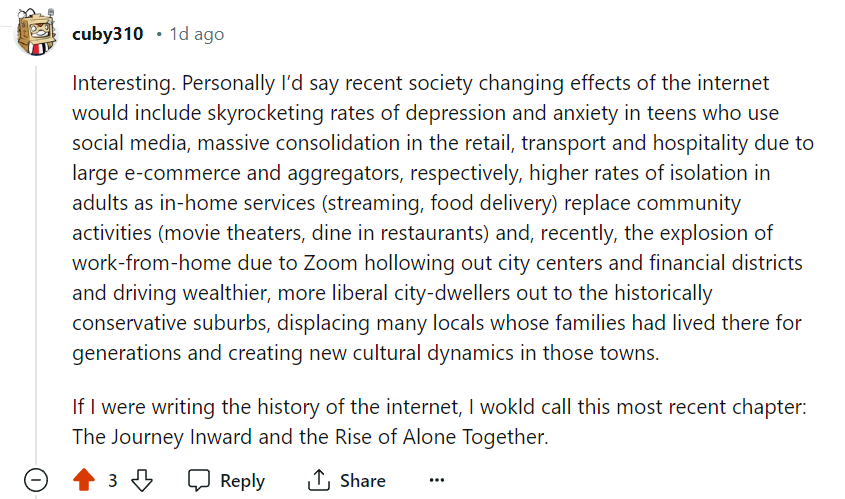 cuby310 • 1d ago
Interesting. Personally I'd say recent society changing effects of the internet
would include skyrocketing rates of depression and anxiety in teens who use
social media, massive consolidation in the retail, transport and hospitality due to
large e-commerce and aggregators, respectively, higher rates of isolation in
adults as in-home services (streaming, food delivery) replace community
activities (movie theaters, dine in restaurants) and, recently, the explosion of
work-from-home due to Zoom hollowing out city centers and financial districts
and driving wealthier, more liberal city-dwellers out to the historically
conservative suburbs, displacing many locals whose families had lived there for
generations and creating new cultural dynamics in those towns.
If I were writing the history of the internet, I wokld call this most recent chapter:
The Journey Inward and the Rise of Alone Together.
3 Reply Share ...